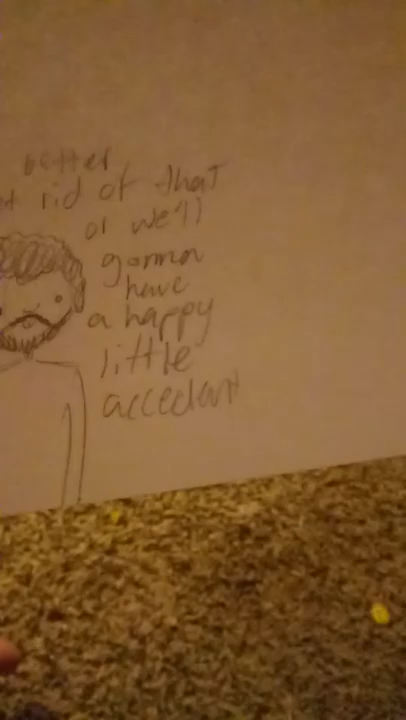 better
rid of that
or we'll
gonna
have
a happy
little
accedant